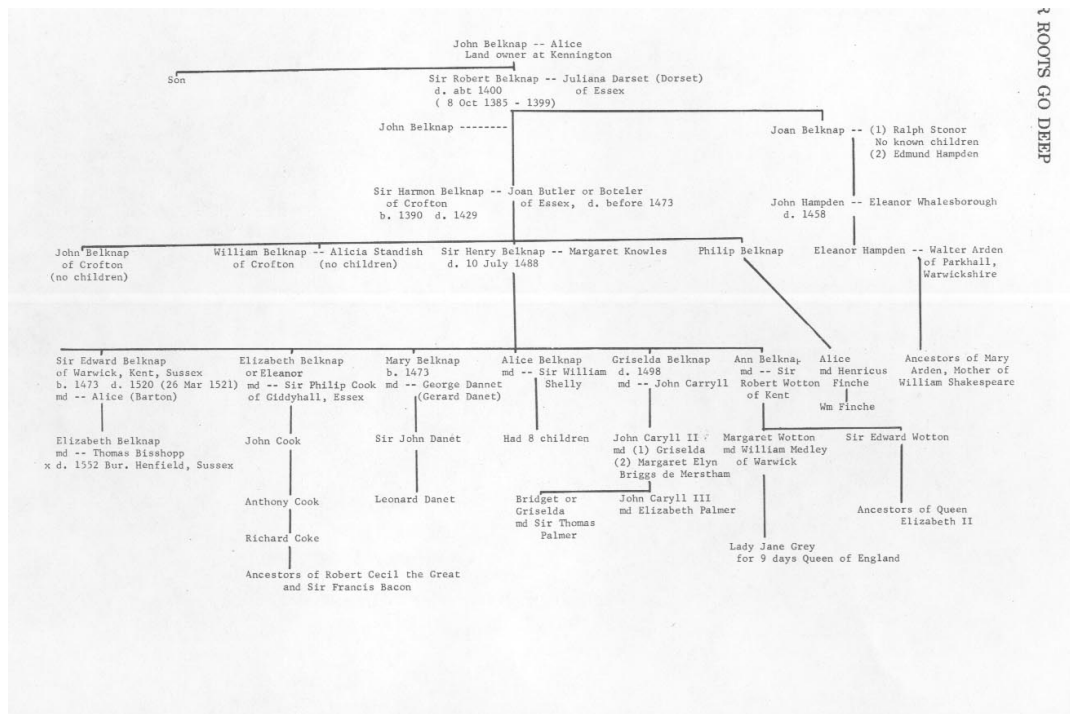 R ROOTS GO DEEP
John Belknap -- Alice
Land owner at Kennington
Son
Sir Robert Belknap -- Juliana Darset (Dorset)
d. abt 1400 of Essex
( 8 Oct 1385 - 1399)
John Belknap --------
Joan Belknap -- (1) Ralph Stonor
No known children
(2) Edmund Hampden
Sir Harmon Belknap -- Joan Butler or Boteler
of Crofton of Essex, d. before 1473
b. 1390 d. 1429
John Hampden -- Eleanor Whalesborough
d. 1458
John Belknap
of Crofton
(no children)
William Belknap -- Alicia Standish
of Crofton (no children)
Sir Henry Belknap -- Margaret Knowles
d. 10 July 1488
Philip Belknap
Eleanor Hampden -- Walter Arden
of Parkhall,
Warwickshire
Sir Edward Belknap
of Warwick, Kent, Sussex
b. 1473 d. 1520 (26 Mar 1521)
md -- Alice (Barton)
Elizabeth Belknap
or Eleanor
md -- Sir Philip Cook
of Giddyhall, Essex
Mary Belknap
b. 1473
md -- George Dannet
(Gerard Danet)
Alice Belknap
md -- Sir William
Shelly
Griselda Belknap
d. 1498
md -- John Carryll
Ann Belknap
md -- Sir
Robert Wotton
of Kent
Alice
md Henricus
Finche
Wm Finche
Ancestors of Mary
Arden, Mother of
William Shakespeare
Elizabeth Belknap
md -- Thomas Bisshopp
x d. 1552 Bur. Henfield, Sussex
John Cook
Sir John Danet
Had 8 children
John Caryll II
md (1) Griselda
(2) Margaret Elyn
Briggs de Merstham
Margaret Wotton
md William Medley
of Warwick
Sir Edward Wotton
Anthony Cook
Leonard Danet
Bridget or
Griselda
md Sir Thomas
Palmer
John Caryll III
md Elizabeth Palmer
Ancestors of Queen
Elizabeth II
Richard Coke
Lady Jane Grey
for 9 days Queen of England
Ancestors of Robert Cecil the Great
and Sir Francis Bacon